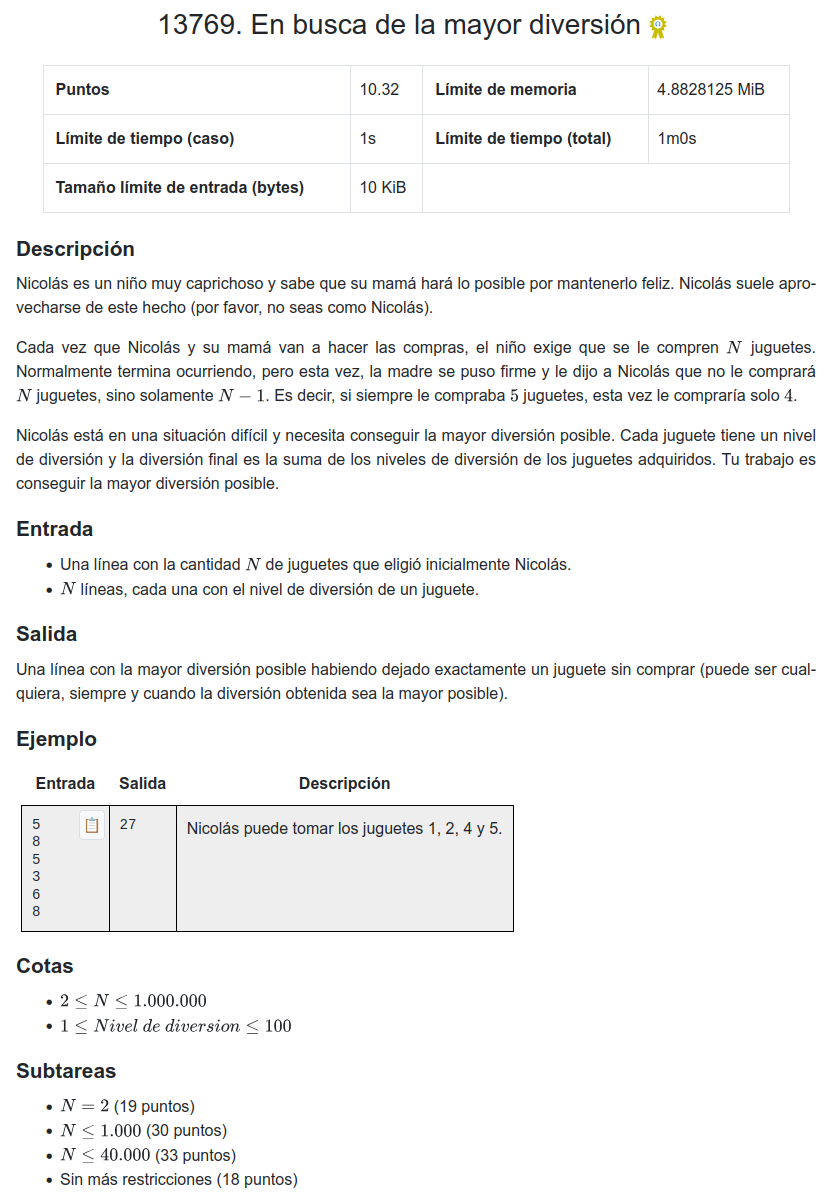 13769. En busca de la mayor diversión
Puntos 10.32 Límite de memoria 4.8828125 MiB
Límite de tiempo (caso) 1s Límite de tiempo (total) 1m0s
Tamaño límite de entrada (bytes) 10 KiB
Descripción
Nicolás es un niño muy caprichoso y sabe que su mamá hará lo posible por mantenerlo feliz. Nicolás suele apro-
vecharse de este hecho (por favor, no seas como Nicolás).
Cada vez que Nicolás y su mamá van a hacer las compras, el niño exige que se le compren N juguetes.
Normalmente termina ocurriendo, pero esta vez, la madre se puso firme y le dijo a Nicolás que no le comprará
N juguetes, sino solamente N − 1. Es decir, si siempre le compraba 5 juguetes, esta vez le compraría solo 4.
Nicolás está en una situación difícil y necesita conseguir la mayor diversión posible. Cada juguete tiene un nivel
de diversión y la diversión final es la suma de los niveles de diversión de los juguetes adquiridos. Tu trabajo es
conseguir la mayor diversión posible.
Entrada
• Una línea con la cantidad N de juguetes que eligió inicialmente Nicolás.
• N líneas, cada una con el nivel de diversión de un juguete.
Salida
Una línea con la mayor diversión posible habiendo dejado exactamente un juguete sin comprar (puede ser cual-
quiera, siempre y cuando la diversión obtenida sea la mayor posible).
Ejemplo
Entrada Salida Descripción
5 27 Nicolás puede tomar los juguetes 1, 2, 4 y 5.
8
5
3
6
8
Cotas
• 2 ≤ N ≤ 1.000.000
• 1 ≤ Nivel de diversion ≤ 100
Subtareas
• N = 2 (19 puntos)
• N ≤ 1.000 (30 puntos)
• N ≤ 40.000 (33 puntos)
• Sin más restricciones (18 puntos)